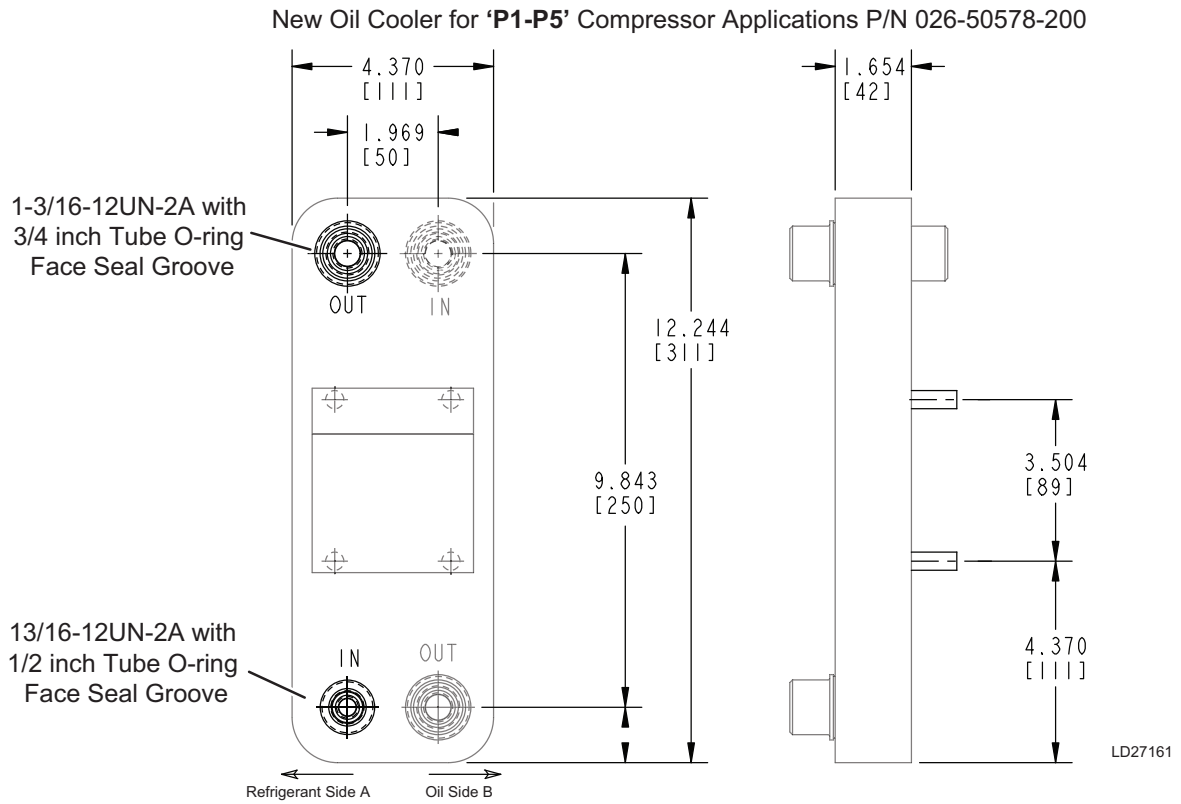 New Oil Cooler for ‘P1-P5’ Compressor Applications P/N 026-50578-200
4.370
[111]
1.654
[42]
1.969
[50]
1-3/16-12UN-2A with
3/4 inch Tube O-ring
Face Seal Groove
OUT
IN
12.244
[311]
9.843
[250]
3.504
[89]
13/16-12UN-2A with
1/2 inch Tube O-ring
Face Seal Groove
IN
OUT
4.370
[111]
LD27161
Refrigerant Side A
Oil Side B